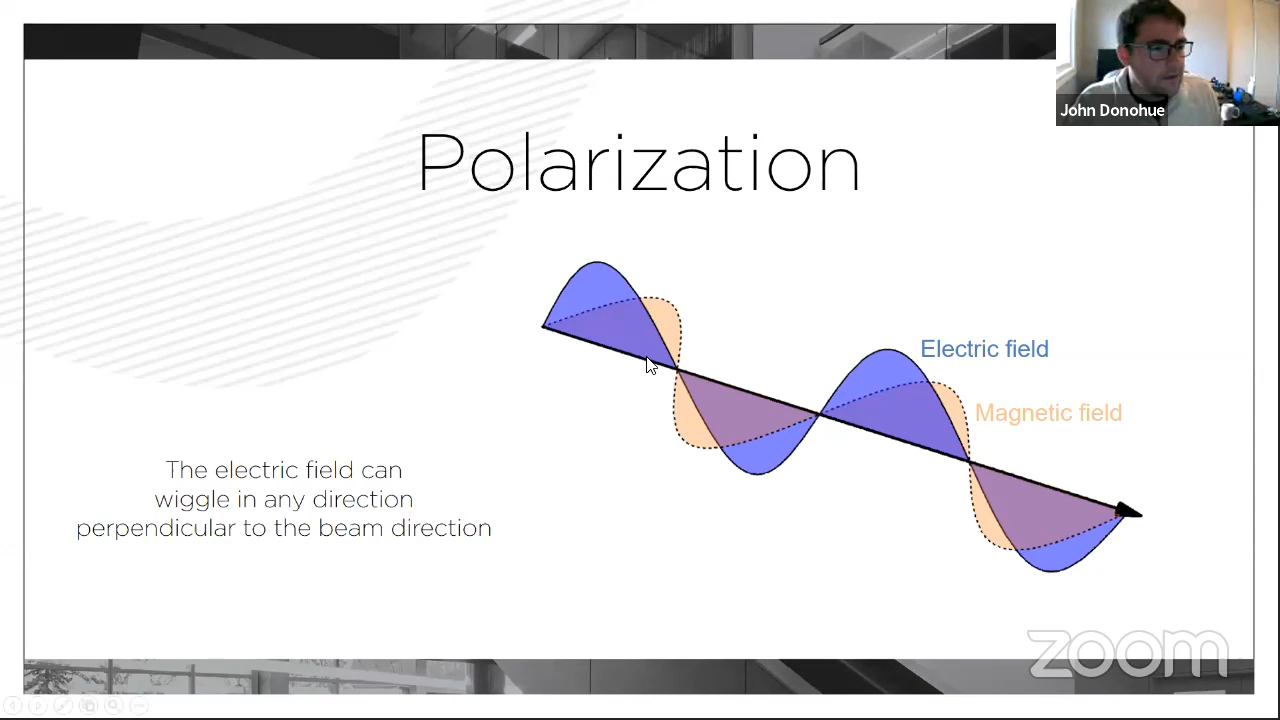 John Donohue
Polarization
Electric field
Magnetic field
The electric field can
wiggle in any direction
perpendicular to the beam direction
zoom